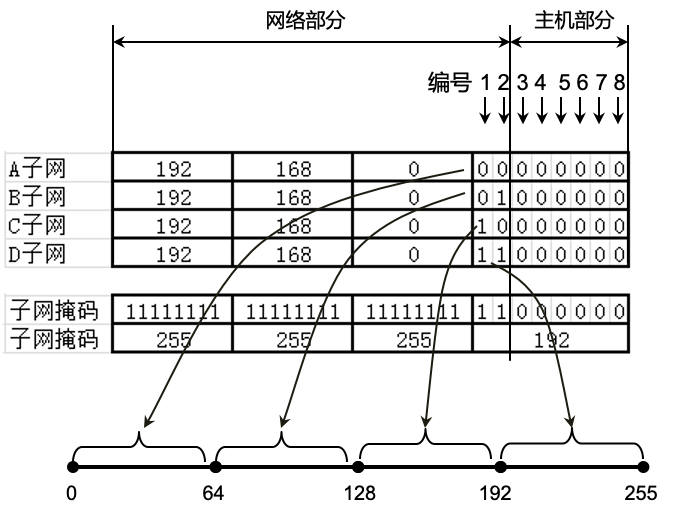 网络部分 主机部分
编号 1 2 3 4 5 6 7 8
A子网 192 168 0 0 0 0 0 0 0 0 0
B子网 192 168 0 0 1 0 0 0 0 0 0
C子网 192 168 0 1 0 0 0 0 0 0 0
D子网 192 168 0 1 1 0 0 0 0 0 0
子网掩码 11111111 11111111 11111111 1 1 0 0 0 0 0 0
子网掩码 255 255 255 192
0 64 128 192 255